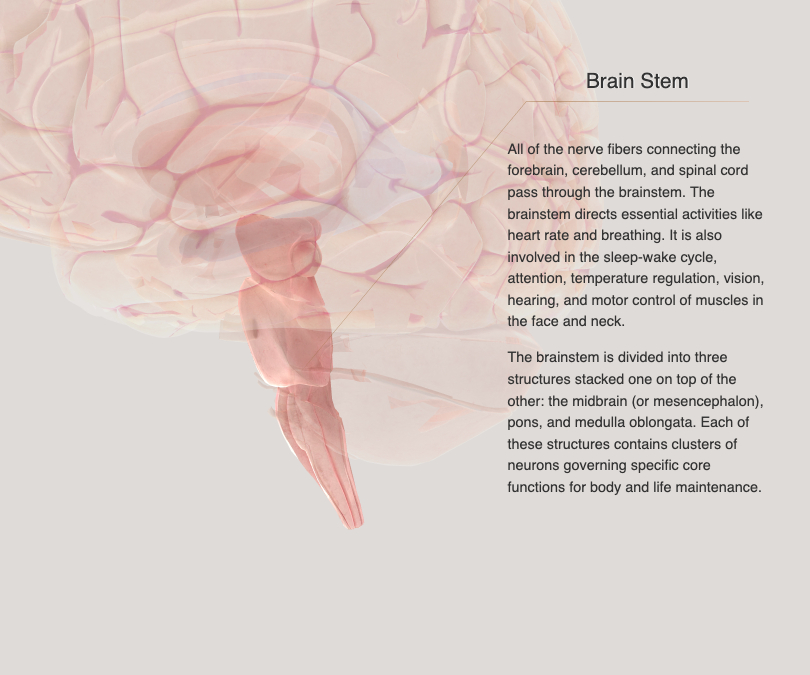 Brain Stem
All of the nerve fibers connecting the
forebrain, cerebellum, and spinal cord
pass through the brainstem. The
brainstem directs essential activities like
heart rate and breathing. It is also
involved in the sleep-wake cycle,
attention, temperature regulation, vision,
hearing, and motor control of muscles in
the face and neck.
The brainstem is divided into three
structures stacked one on top of the
other: the midbrain (or mesencephalon),
pons, and medulla oblongata. Each of
these structures contains clusters of
neurons governing specific core
functions for body and life maintenance.